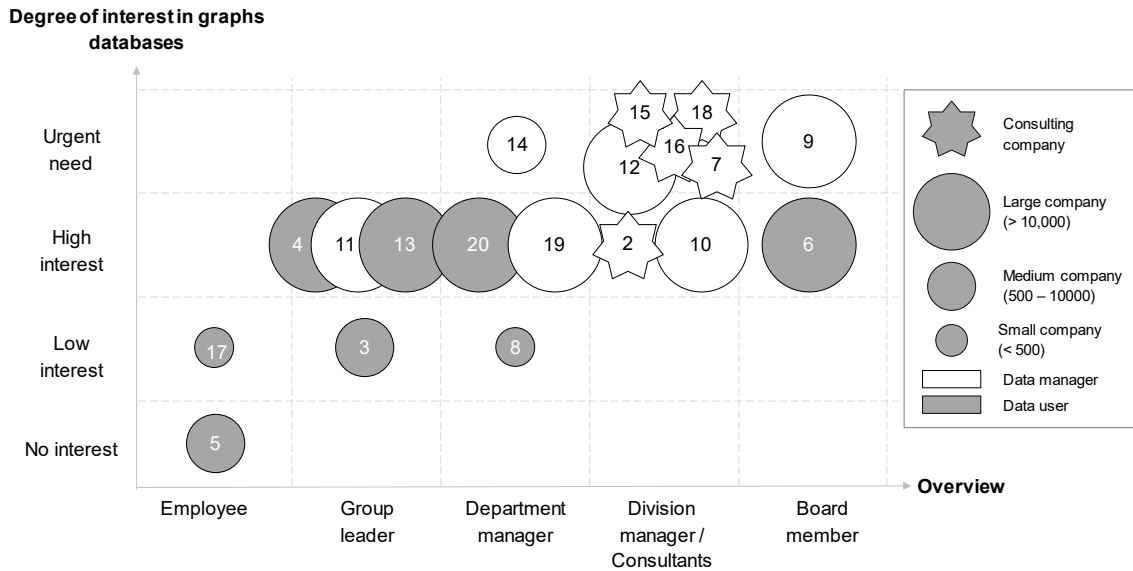 Degree of interest in graphs
databases
Urgent
need
High
interest
Low
interest
No interest
15
18
14
16
9
12
7
4
11
13
20
19
2
10
6
17
3
8
5
Employee
Group
leader
Department
manager
Division
manager /
Consultants
Board
member
Overview
Consulting
company
Large company
(> 10,000)
Medium company
(500 – 10000)
Small company
(< 500)
Data manager
Data user